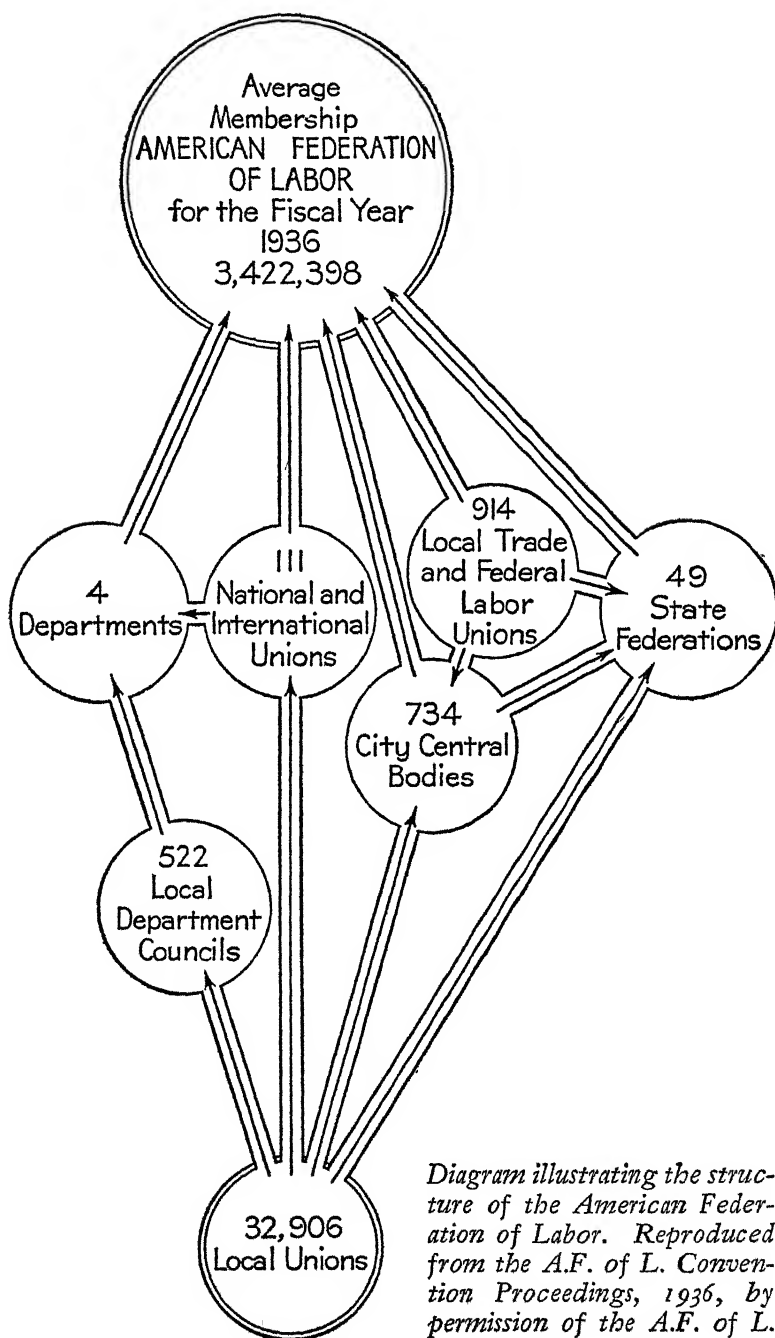 Average
Membership
AMERICAN FEDERATION
OF LABOR
for the Fiscal Year
1936
3,422,398
4
Departments
111
National and
International
Unions
914
Local Trade
and Federal
Labor
Unions
49
State
Federations
734
City Central
Bodies
522
Local
Department
Councils
32,906
Local Unions
Diagram illustrating the struc-
ture of the American Feder-
ation of Labor. Reproduced
from the A.F. of L. Conven-
tion Proceedings, 1936, by
permission of the A.F. of L.